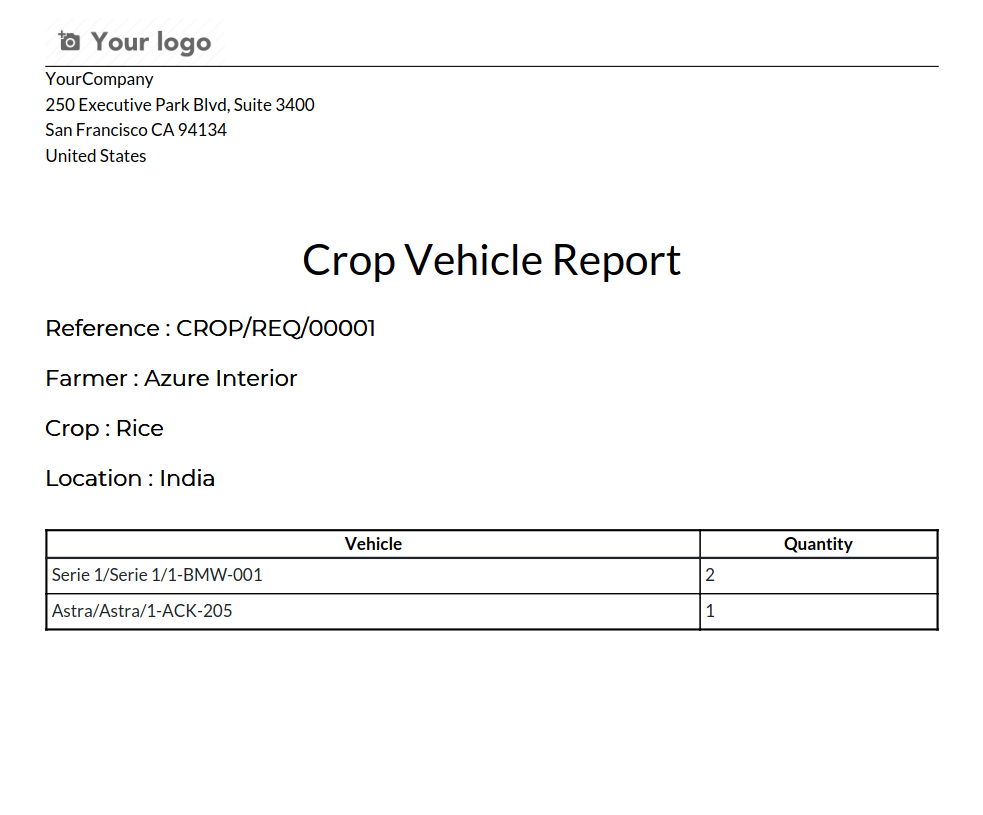 Your logo
YourCompany
250 Executive Park Blvd, Suite 3400
San Francisco CA 94134
United States
Crop Vehicle Report
Reference : CROP/REQ/00001
Farmer : Azure Interior
Crop : Rice
Location : India
Vehicle Quantity
Serie 1/Serie 1/1-BMW-001 2
Astra/Astra/1-ACK-205 1